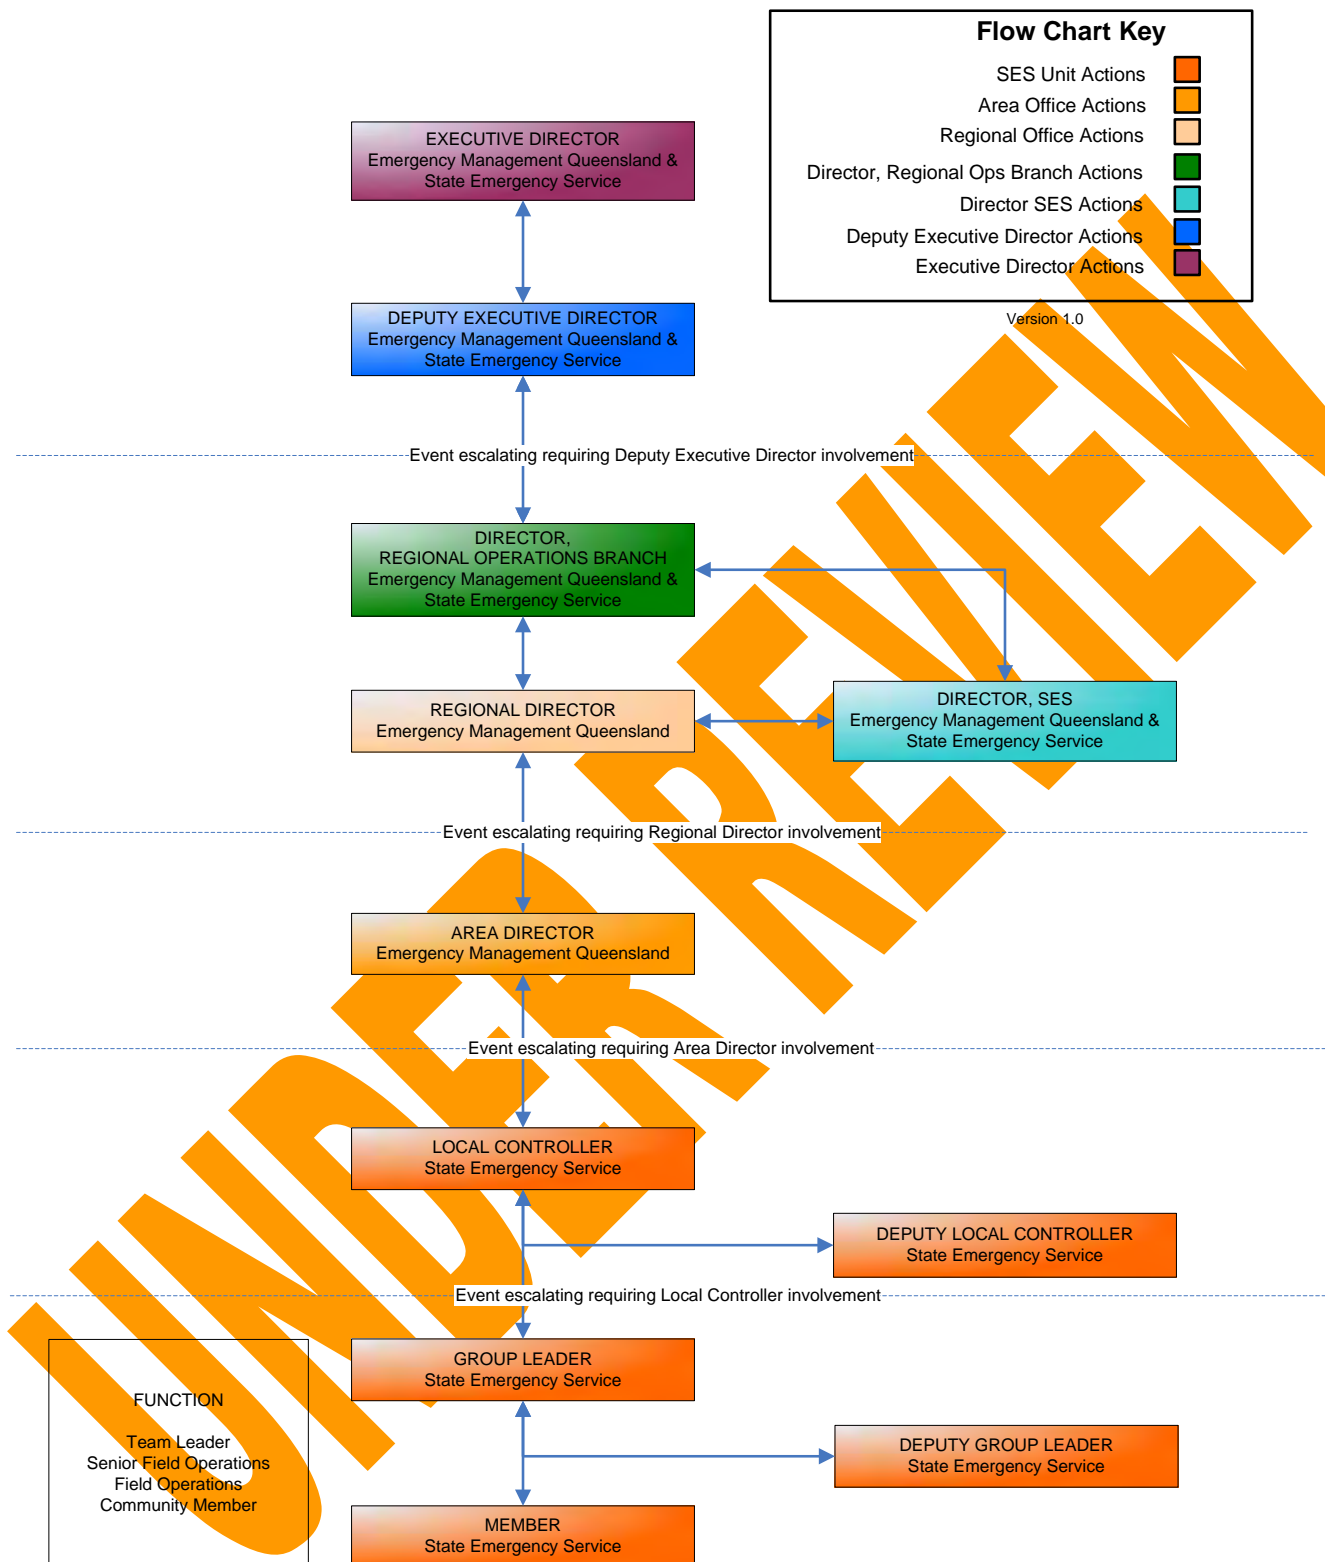 Flow Chart Key
SES Unit Actions
Area Office Actions
Regional Office Actions
Director, Regional Ops Branch Actions
Director SES Actions
Deputy Executive Director Actions
Executive Director Actions
Version 1.0
EXECUTIVE DIRECTOR
Emergency Management Queensland &
State Emergency Service
DEPUTY EXECUTIVE DIRECTOR
Emergency Management Queensland &
State Emergency Service
Event escalating requiring Deputy Executive Director involvement
DIRECTOR,
REGIONAL OPERATIONS BRANCH
Emergency Management Queensland &
State Emergency Service
REGIONAL DIRECTOR
Emergency Management Queensland
DIRECTOR, SES
Emergency Management Queensland &
State Emergency Service
Event escalating requiring Regional Director involvement
AREA DIRECTOR
Emergency Management Queensland
Event escalating requiring Area Director involvement
LOCAL CONTROLLER
State Emergency Service
DEPUTY LOCAL CONTROLLER
State Emergency Service
Event escalating requiring Local Controller involvement
GROUP LEADER
State Emergency Service
FUNCTION
Team Leader
Senior Field Operations
Field Operations
Community Member
DEPUTY GROUP LEADER
State Emergency Service
MEMBER
State Emergency Service
UNDER REVIEW